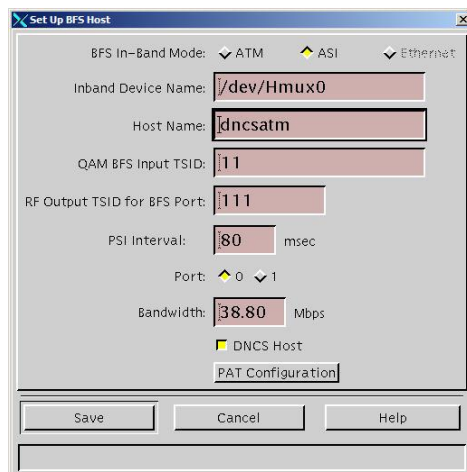 Set Up BFS Host
BFS In-Band Mode: ATM ASI Ethernet
Inband Device Name: /dev/Hmux0
Host Name: dncsatm
QAM BFS Input TSID: 11
RF Output TSID for BFS Port: 111
PSI Interval: 80 msec
Port: 0 1
Bandwidth: 38.80 Mbps
DNCS Host
PAT Configuration
Save Cancel Help